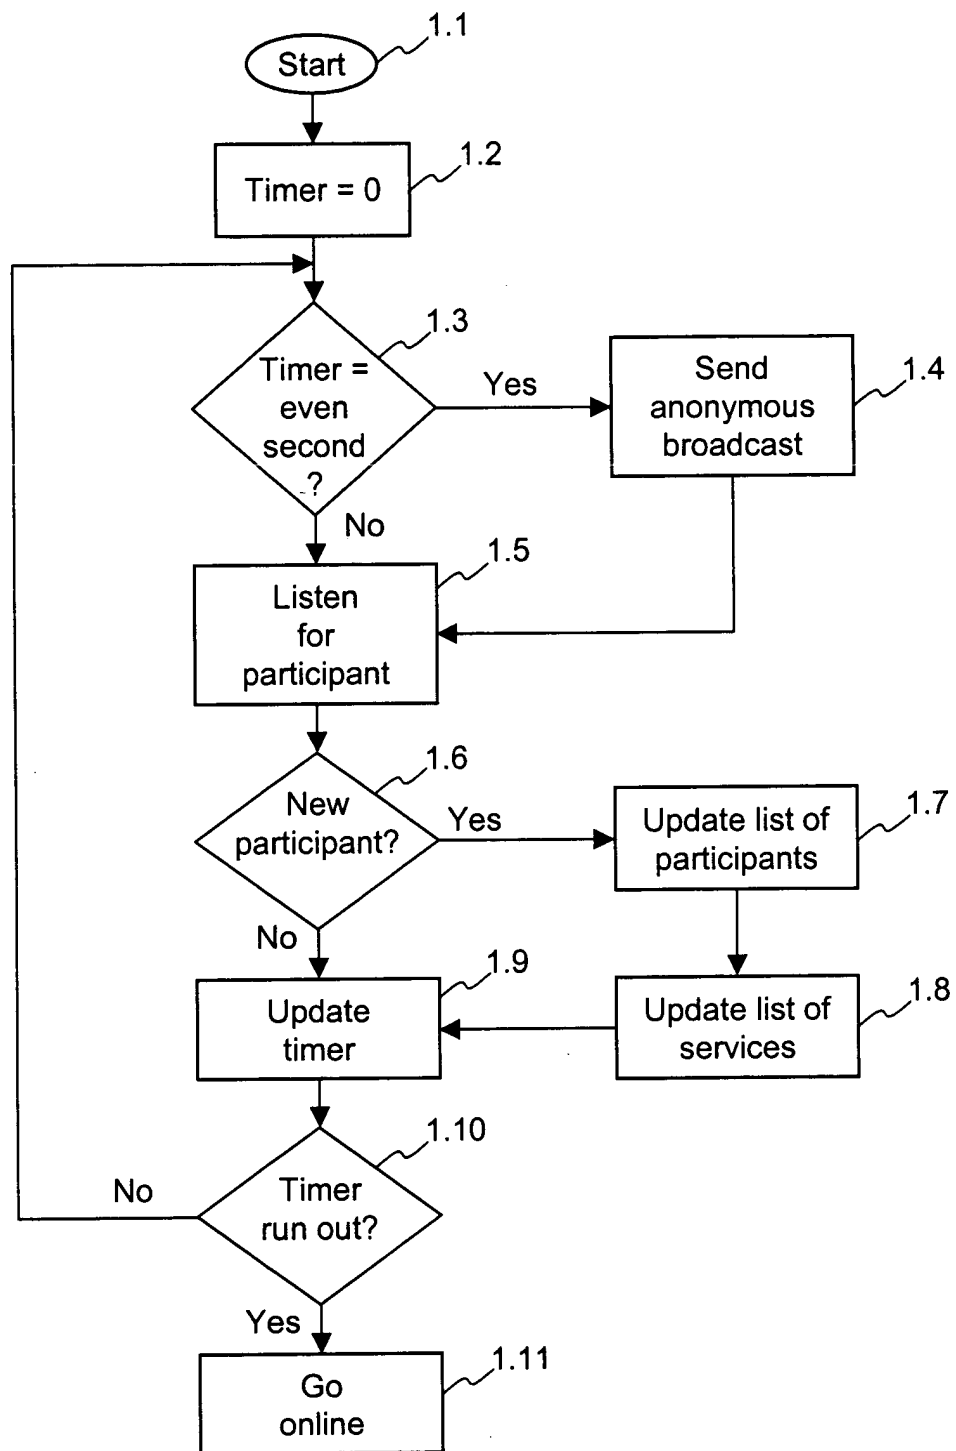 1.1
Start
1.2
Timer = 0
1.3
Timer =
even
second
?
Yes
Send
anonymous
broadcast
1.4
No
1.5
Listen
for
participant
1.6
New
participant?
Yes
Update list of
participants
1.7
No
1.9
Update
timer
Update list of
services
1.8
1.10
Timer
run out?
No
Yes
1.11
Go
online